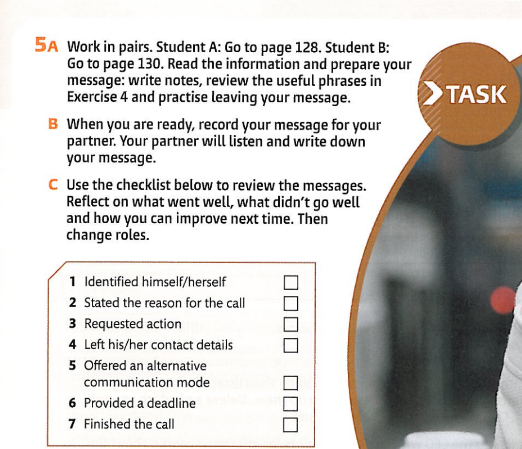 5A Work in pairs. Student A: Go to page 128. Student B:
Go to page 130. Read the information and prepare your
message: write notes, review the useful phrases in
Exercise 4 and practise leaving your message.
TASK
B When you are ready, record your message for your
partner. Your partner will listen and write down
your message.
C Use the checklist below to review the messages.
Reflect on what went well, what didn't go well
and how you can improve next time. Then
change roles.
1 Identified himself/herself
2 Stated the reason for the call
3 Requested action
4 Left his/her contact details
5 Offered an alternative
communication mode
6 Provided a deadline
7 Finished the call